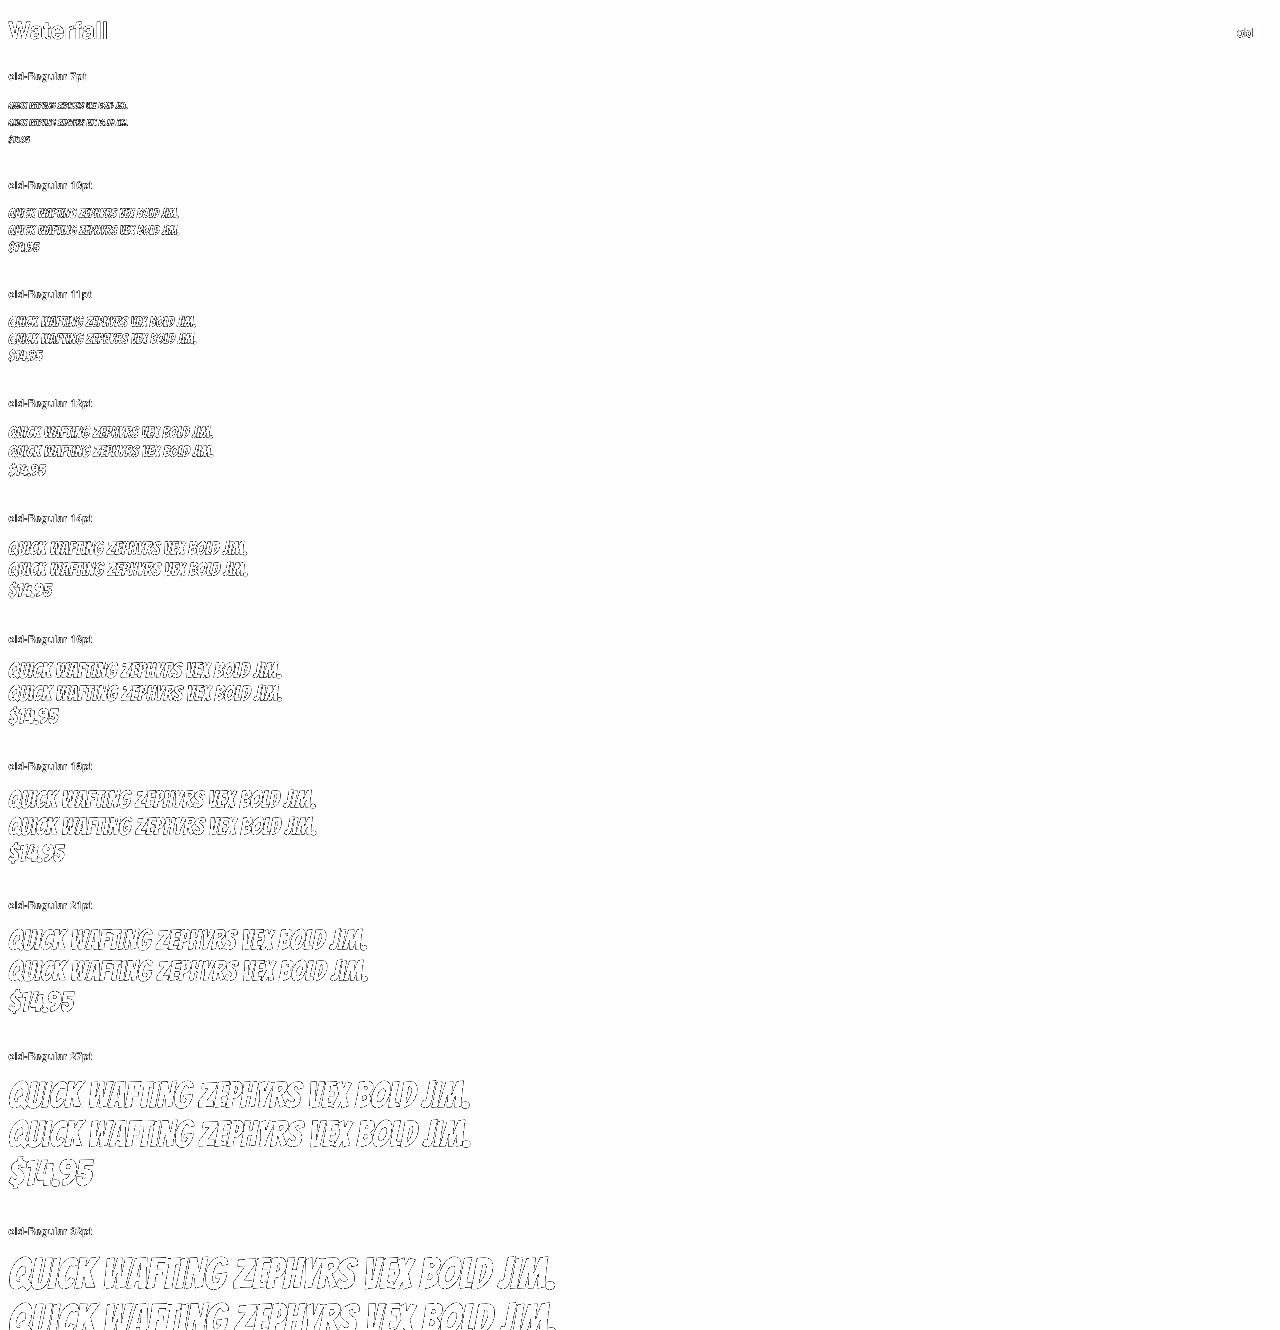 Waterfall
old
old-Regular 7pt
QUICK WAFTING ZEPHYRS VEX BOLD JIM.
QUICK WAFTING ZEPHYRS VEX BOLD JIM.
$14.95
old-Regular 10pt
QUICK WAFTING ZEPHYRS VEX BOLD JIM.
QUICK WAFTING ZEPHYRS VEX BOLD JIM.
$14.95
old-Regular 11pt
QUICK WAFTING ZEPHYRS VEX BOLD JIM.
QUICK WAFTING ZEPHYRS VEX BOLD JIM.
$14.95
old-Regular 12pt
QUICK WAFTING ZEPHYRS VEX BOLD JIM.
QUICK WAFTING ZEPHYRS VEX BOLD JIM.
$14.95
old-Regular 14pt
QUICK WAFTING ZEPHYRS VEX BOLD JIM.
QUICK WAFTING ZEPHYRS VEX BOLD JIM.
$14.95
old-Regular 16pt
QUICK WAFTING ZEPHYRS VEX BOLD JIM.
QUICK WAFTING ZEPHYRS VEX BOLD JIM.
$14.95
old-Regular 18pt
QUICK WAFTING ZEPHYRS VEX BOLD JIM.
QUICK WAFTING ZEPHYRS VEX BOLD JIM.
$14.95
old-Regular 21pt
QUICK WAFTING ZEPHYRS VEX BOLD JIM.
QUICK WAFTING ZEPHYRS VEX BOLD JIM.
$14.95
old-Regular 27pt
QUICK WAFTING ZEPHYRS VEX BOLD JIM.
QUICK WAFTING ZEPHYRS VEX BOLD JIM.
$14.95
old-Regular 32pt
QUICK WAFTING ZEPHYRS VEX BOLD JIM.
QUICK WAFTING ZEPHYRS VEX BOLD JIM.